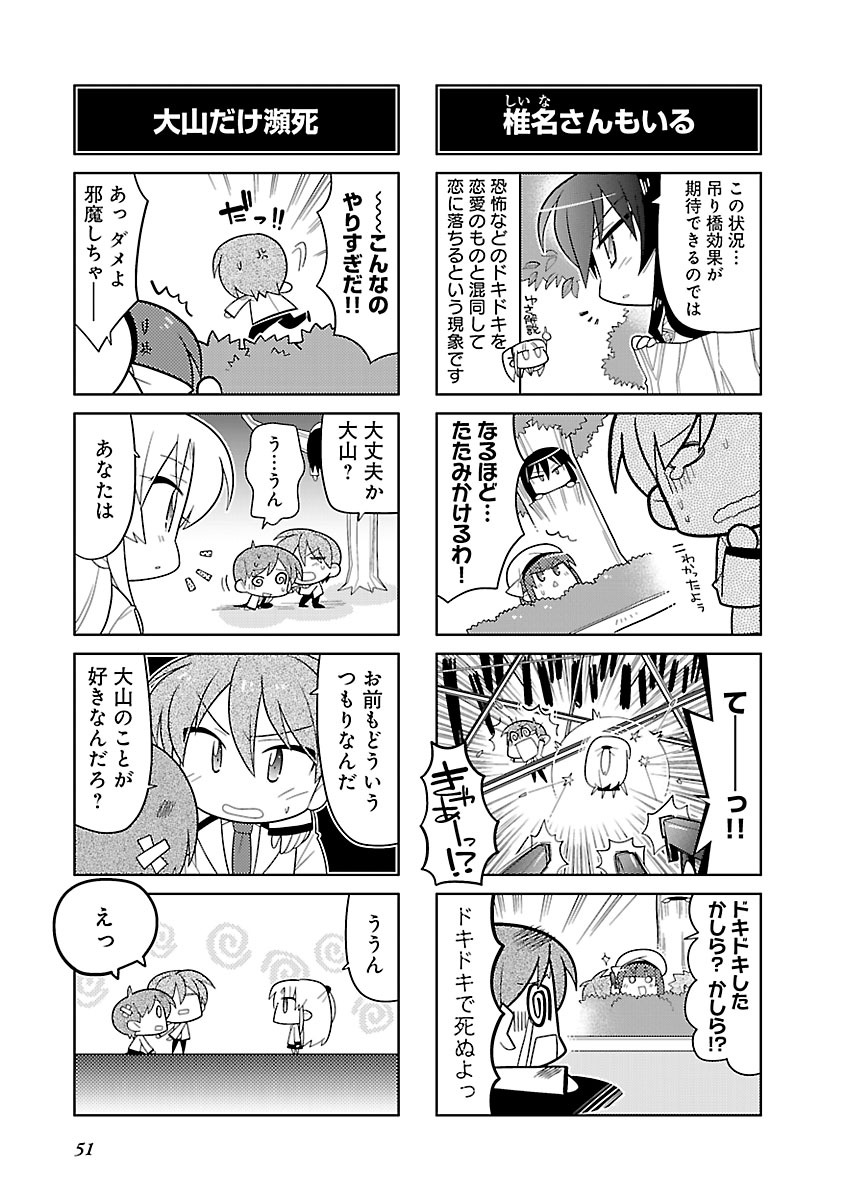 椎名さんもいる
しいな
この状況…
吊り橋効果が
期待できるのでは
恐怖などのドキドキを
恋愛のものと混同して
恋に落ちるという現象です
ゆさ解説
なるほど…
たたみかけるわ！
わかったよぅ
てーーっ!!
ぎゃあーっ!?
ドキドキした
かしら？かしら!?
ドキドキで死ぬよっ
大山だけ瀕死
〜〜〜こんなの
やりすぎだ!!
だっ!!
あっ ダメよ
邪魔しちゃ――
大丈夫か
大山？
う…うん
あなたは
お前もどういう
つもりなんだ
大山のことが
好きなんだろ？
ううん
えっ
51